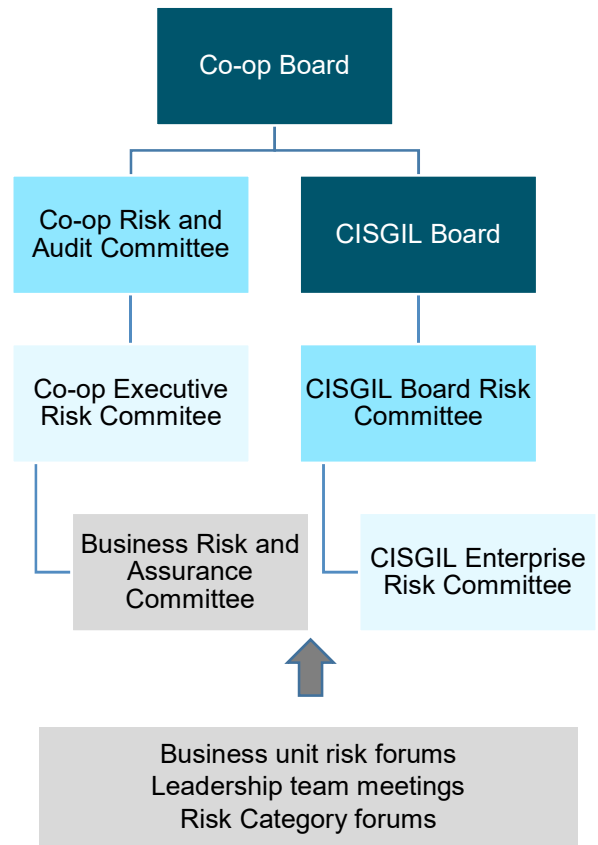 Co-op Board
Co-op Risk and
Audit Committee
CISGIL Board
Co-op Executive
Risk Commitee
CISGIL Board Risk
Committee
Business Risk and
Assurance
Committee
CISGIL Enterprise
Risk Committee
Business unit risk forums
Leadership team meetings
Risk Category forums